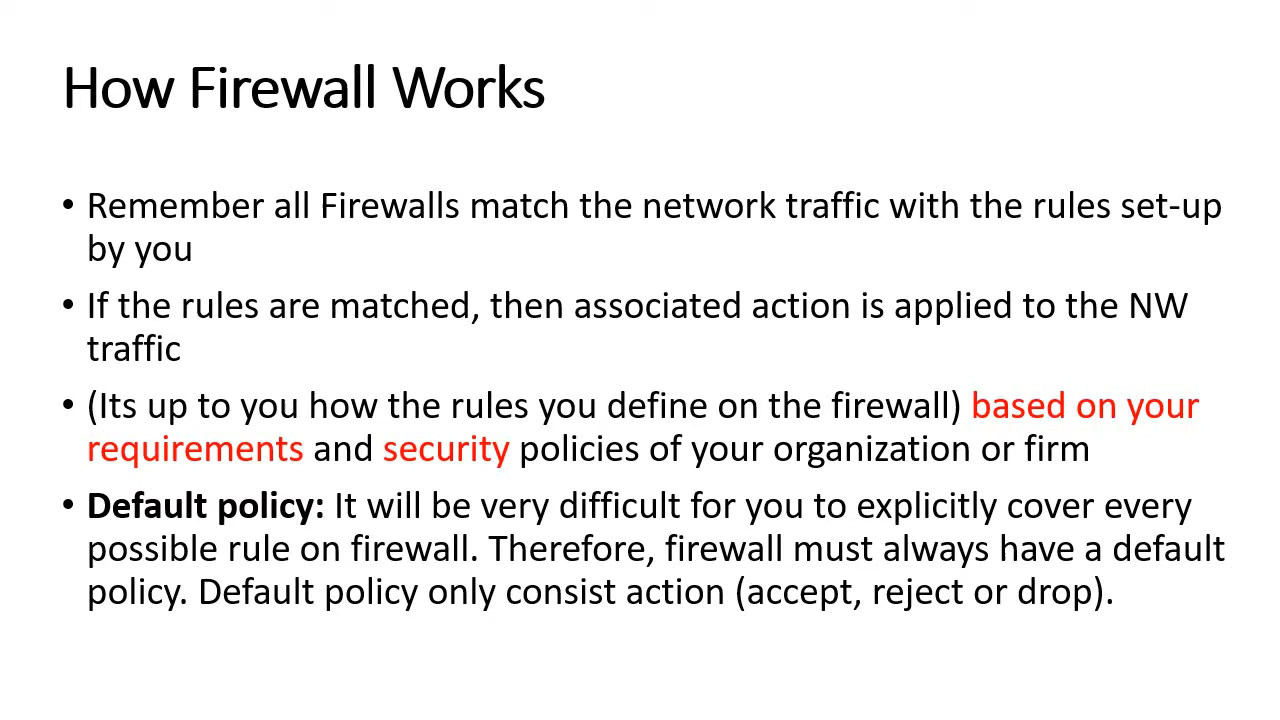 How Firewall Works
• Remember all Firewalls match the network traffic with the rules set-up
by you
• If the rules are matched, then associated action is applied to the NW
traffic
• (Its up to you how the rules you define on the firewall) based on your
requirements and security policies of your organization or firm
• Default policy: It will be very difficult for you to explicitly cover every
possible rule on firewall. Therefore, firewall must always have a default
policy. Default policy only consist action (accept, reject or drop).